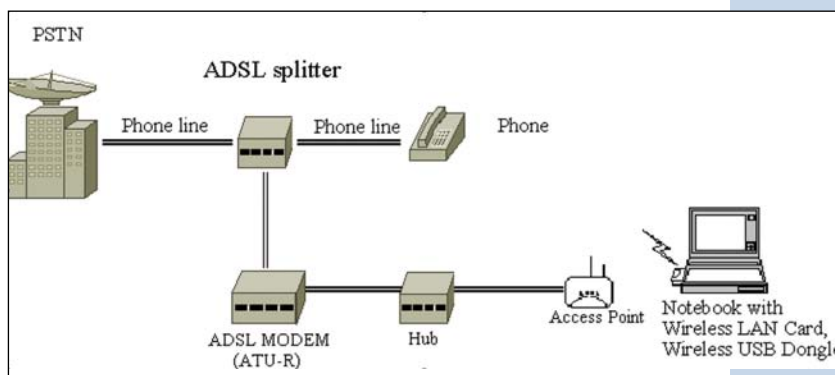 PSTN
ADSL splitter
Phone line
Phone line
Phone
ADSL MODEM
(ATU-R)
Hub
Access Point
Notebook with
Wireless LAN Card,
Wireless USB Dongle